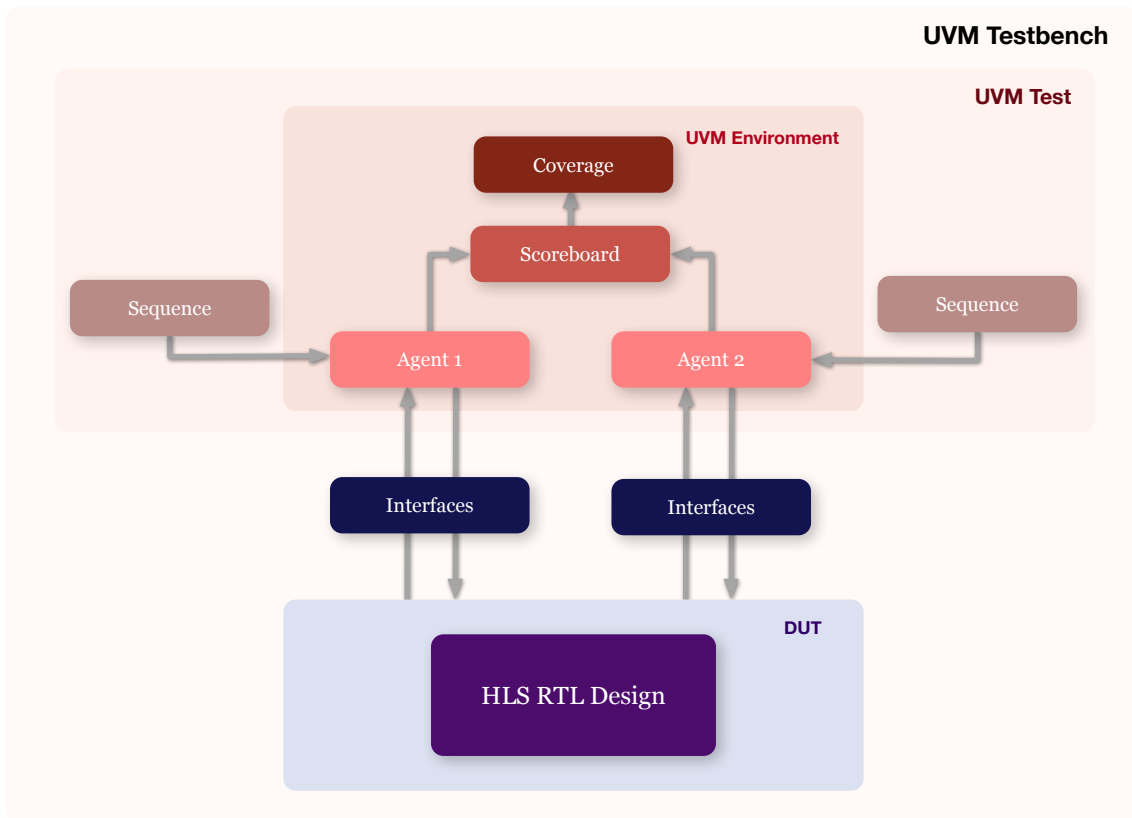 UVM Testbench
UVM Test
UVM Environment
Coverage
Scoreboard
Sequence
Sequence
Agent 1
Agent 2
Interfaces
Interfaces
DUT
HLS RTL Design